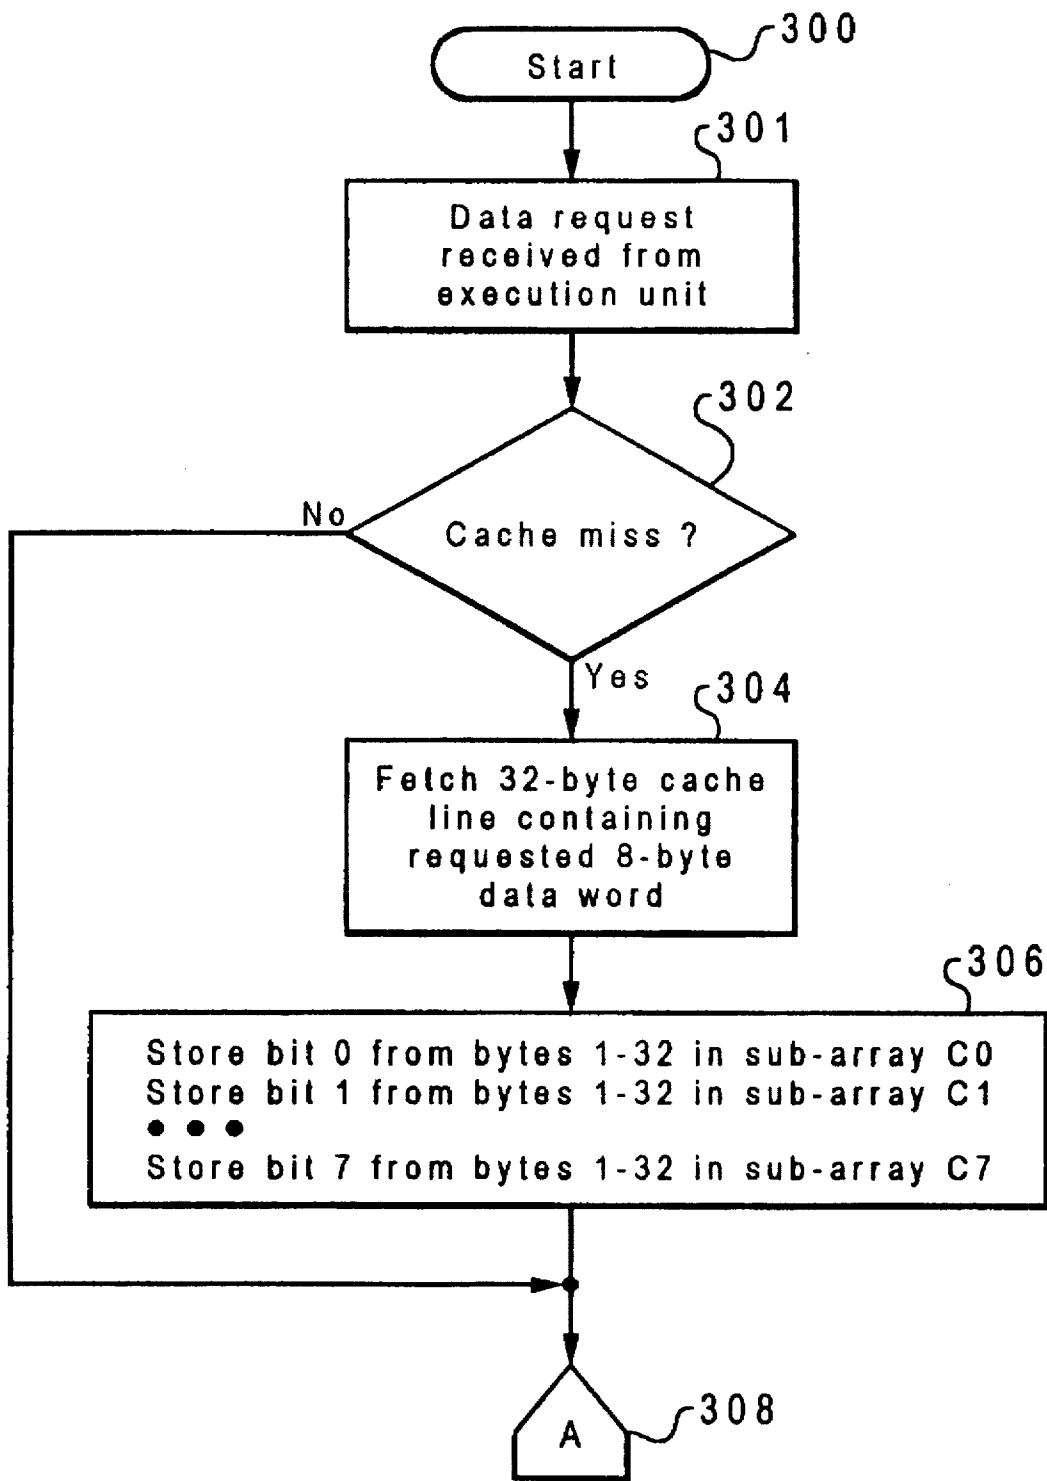 300
Start
301
Data request
received from
execution unit
302
No
Cache miss ?
Yes
304
Fetch 32-byte cache
line containing
requested 8-byte
data word
306
Store bit 0 from bytes 1-32 in sub-array C0
Store bit 1 from bytes 1-32 in sub-array C1
● ● ●
Store bit 7 from bytes 1-32 in sub-array C7
A
308